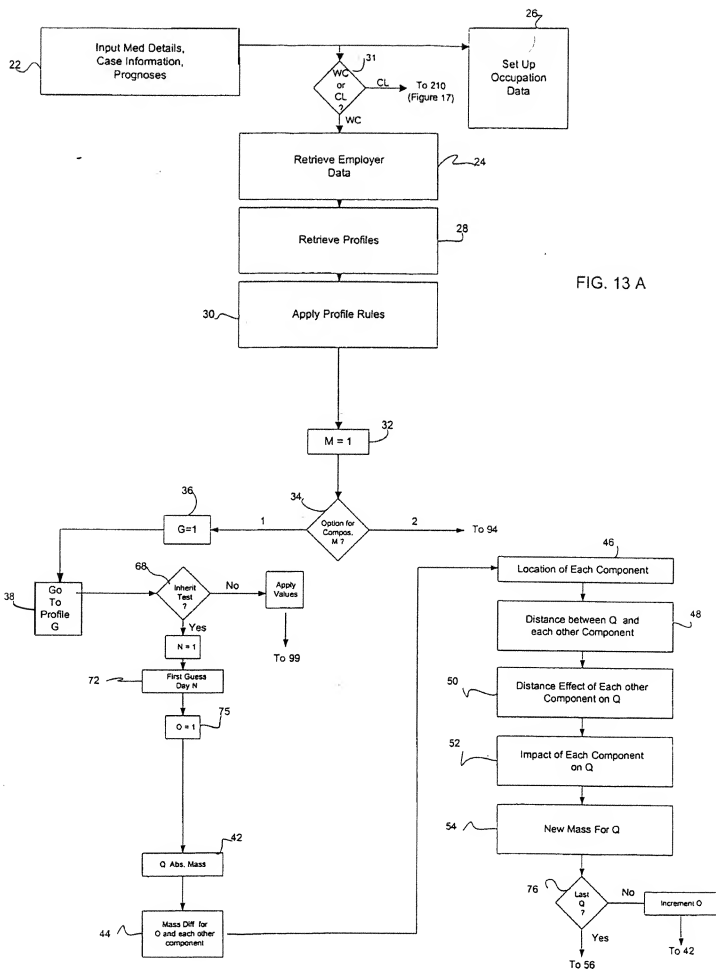 26
Input Med Details,
Case Information,
Prognoses
22
31
WC
or
CL
?
CL
To 210
(Figure 17)
WC
Set Up
Occupation
Data
Retrieve Employer
Data
24
Retrieve Profiles
28
FIG. 13 A
30
Apply Profile Rules
M = 1
32
34
Option for
Compos,
M ?
1
2
To 94
36
G=1
38
Go
To
Profile
G
68
Inherit
Test
?
No
Apply
Values
To 99
Yes
N = 1
72
First Guess
Day N
75
O = 1
42
Q Abs. Mass
44
Mass Diff for
O and each other
component
46
Location of Each Component
Distance between Q and
each other Component
48
50
Distance Effect of Each other
Component on Q
52
Impact of Each Component
on Q
54
New Mass For Q
76
Last
Q
?
No
Increment O
To 42
Yes
To 56